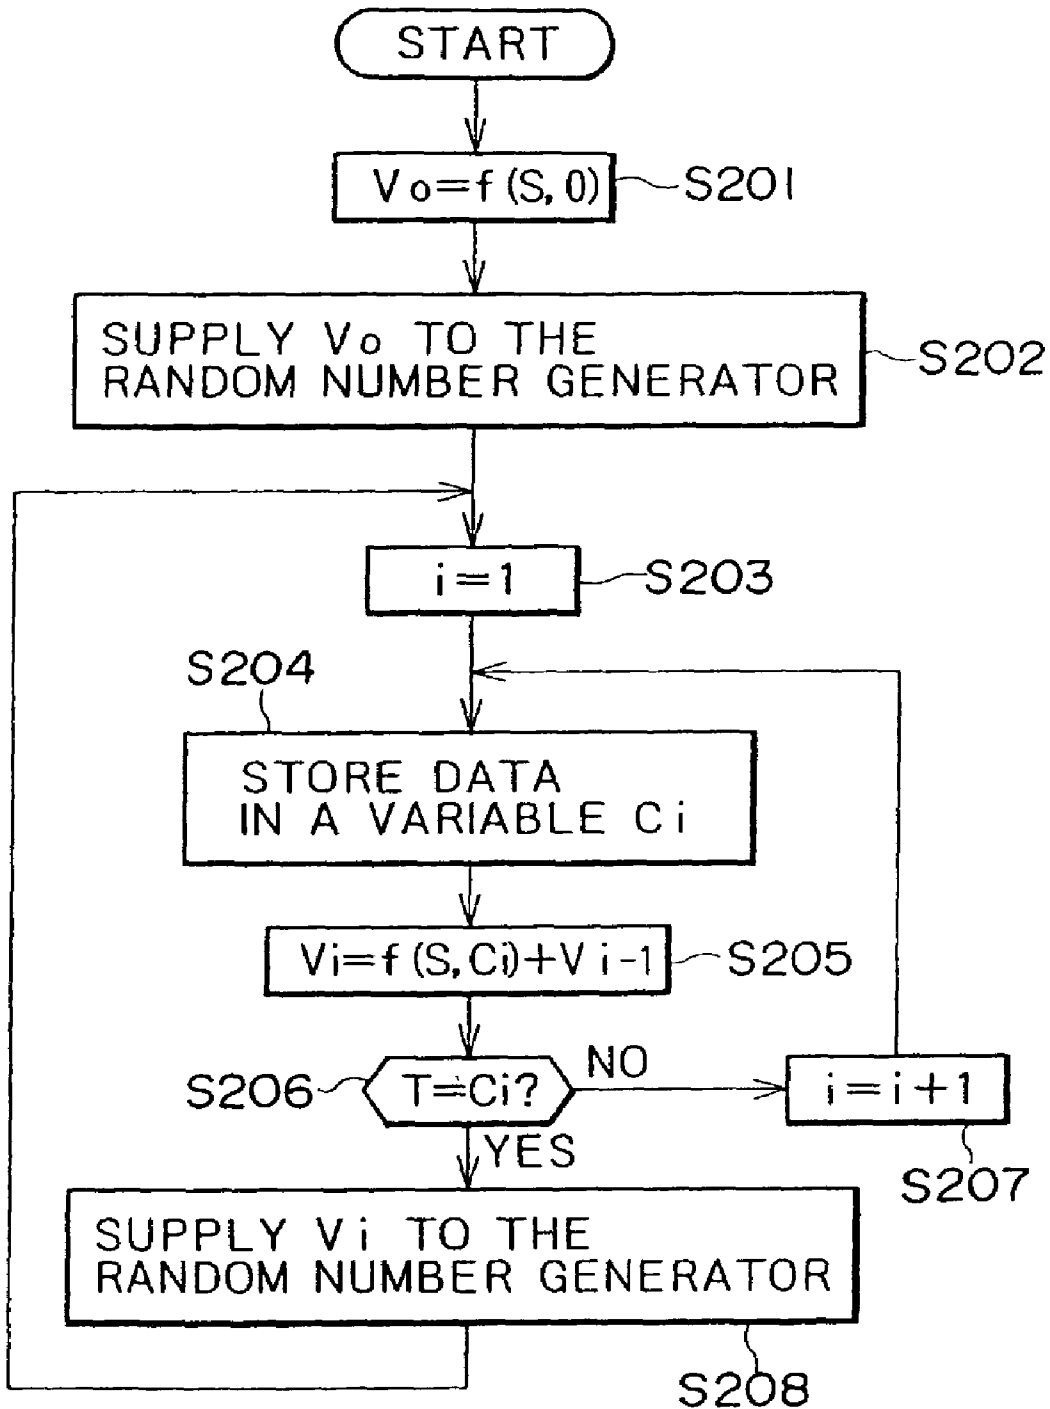 START
Vo=f(S,0)
S201
SUPPLY Vo TO THE
RANDOM NUMBER GENERATOR
S202
i=1
S203
S204
STORE DATA
IN A VARIABLE Ci
Vi=f(S,Ci)+Vi-1
S205
S206
T=Ci?
NO
i=i+1
S207
YES
SUPPLY Vi TO THE
RANDOM NUMBER GENERATOR
S208